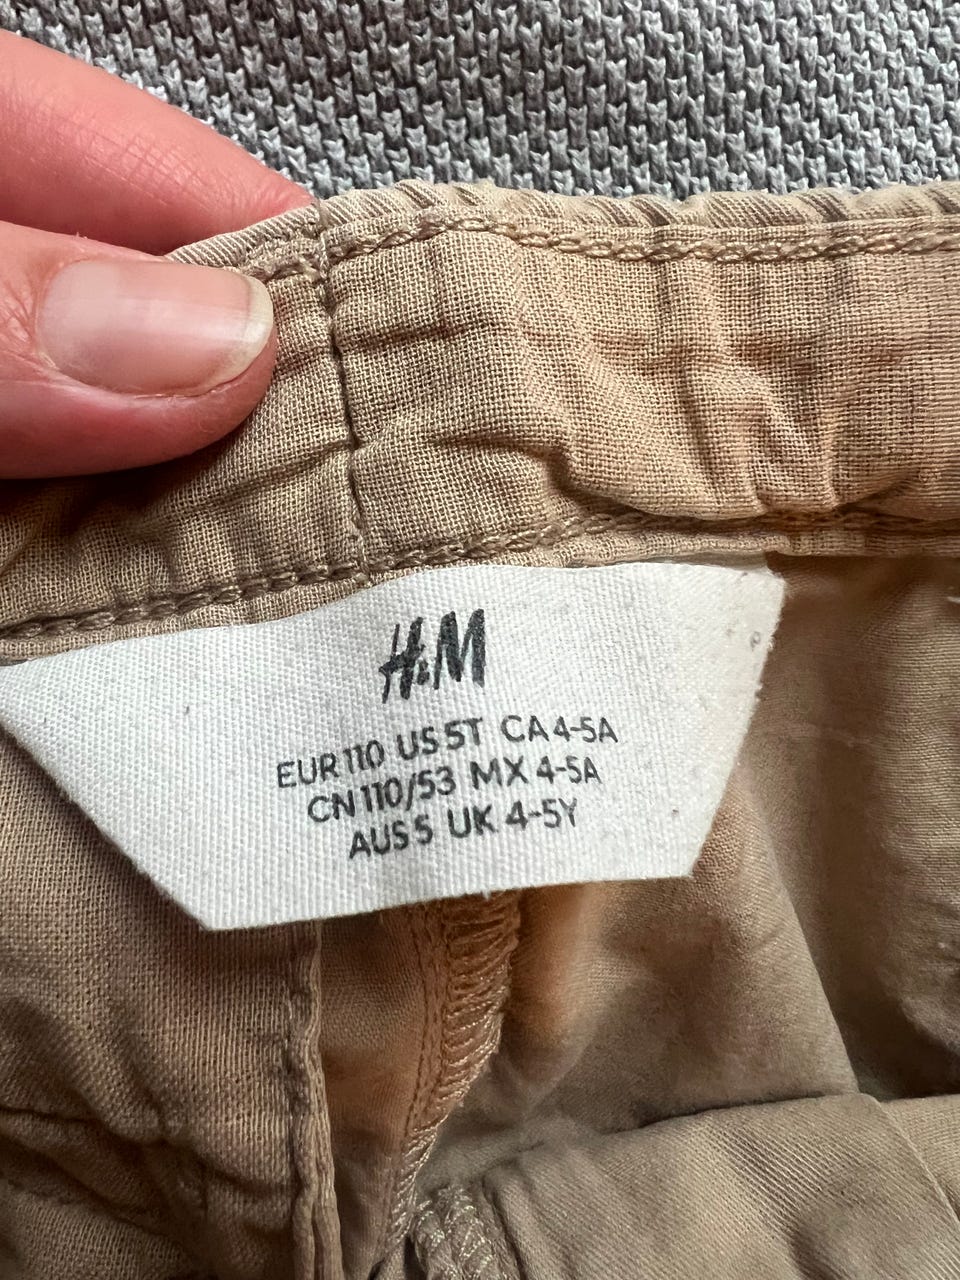 H&M
EUR 110 US 5T CA 4-5A
CN 110/53 MX 4-5A
AUS 5 UK 4-5Y